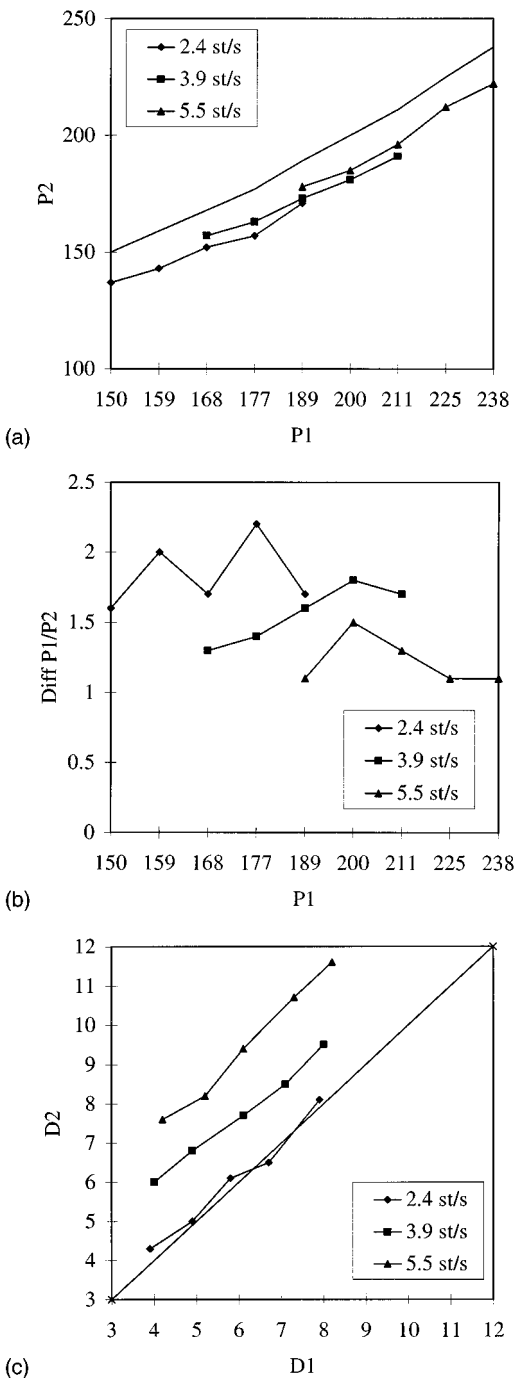 250
200
150
100
P2
2.4 st/s
3.9 st/s
5.5 st/s
150 159 168 177 189 200 211 225 238
P1
(a)
2.5
2
1.5
1
0.5
0
Diff P1/P2
2.4 st/s
3.9 st/s
5.5 st/s
150 159 168 177 189 200 211 225 238
P1
(b)
12
11
10
9
8
7
6
5
4
3
D2
2.4 st/s
3.9 st/s
5.5 st/s
3 4 5 6 7 8 9 10 11 12
D1
(c)